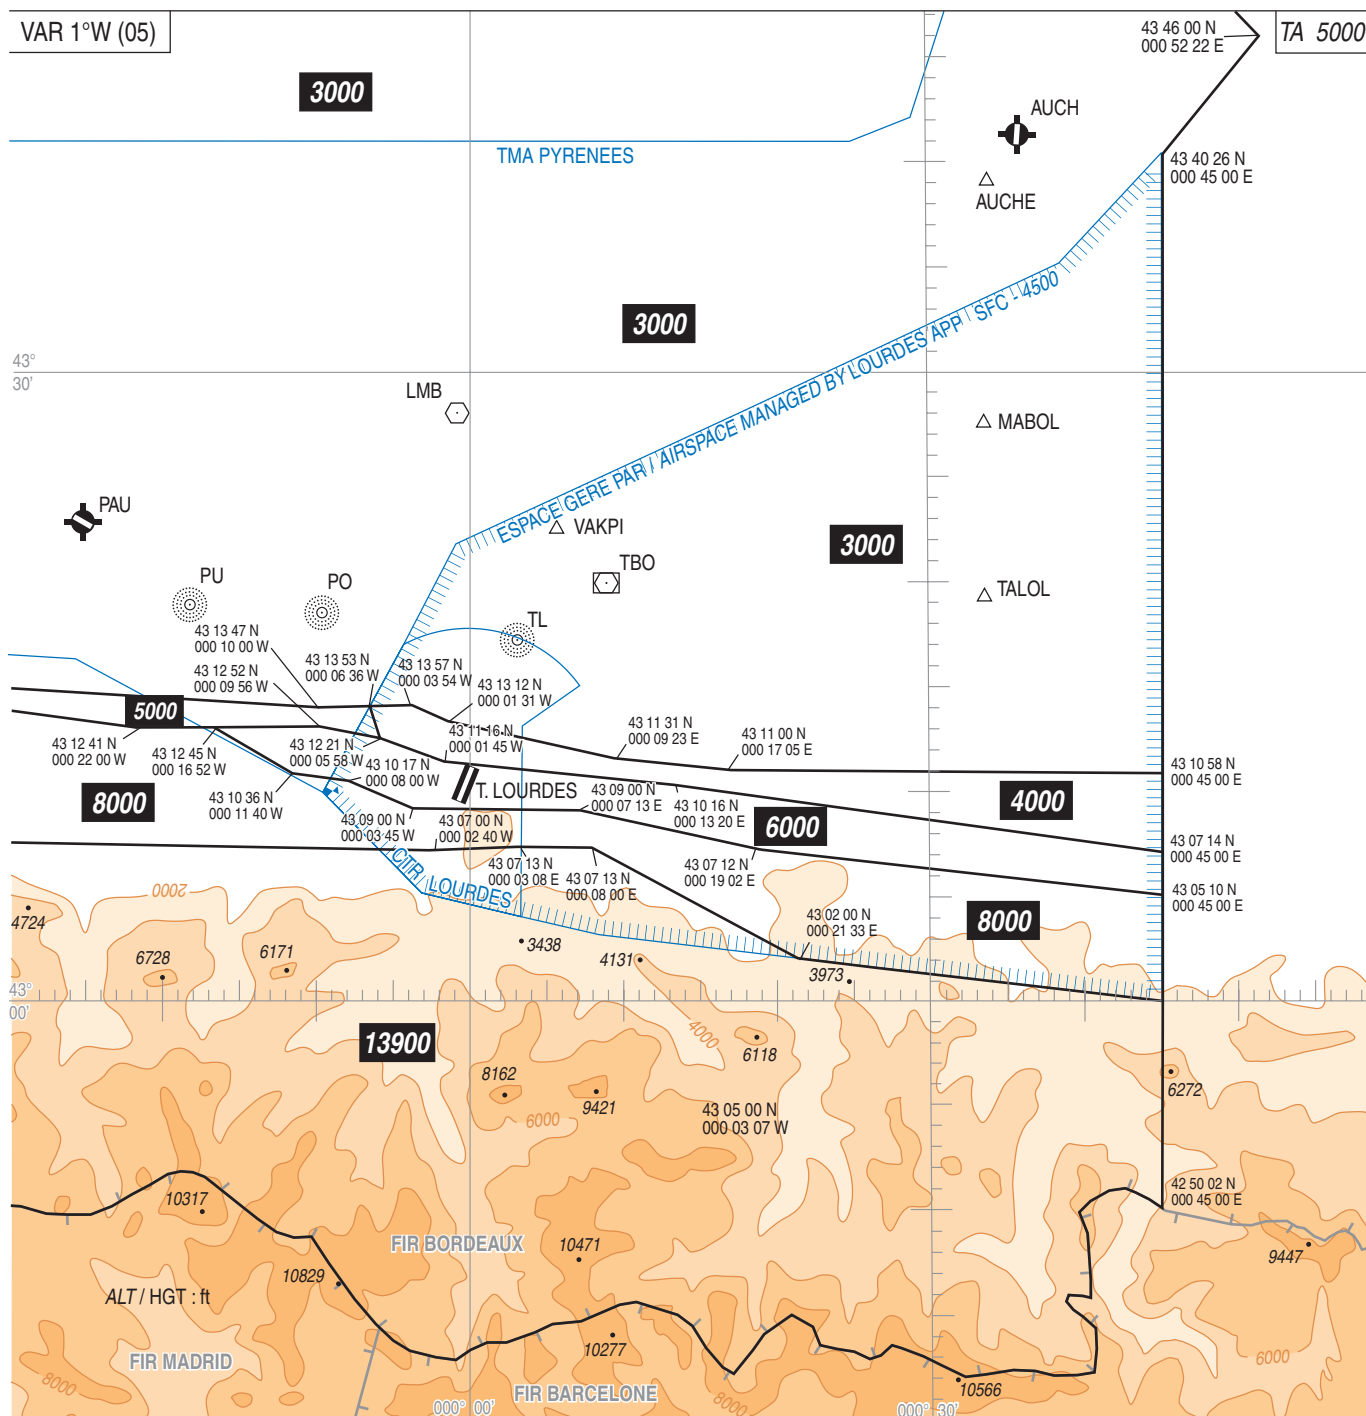 VAR 1°W (05)
43 46 00 N
000 52 22 E
TA 5000
3000
AUCH
TMA PYRENEES
43 40 26 N
000 45 00 E
AUCHE
ESPACE GERE PAR / AIRSPACE MANAGED BY LOURDES APP SFC - 4500
3000
43°
30'
LMB
MABOL
PAU
VAKPI
3000
TBO
PU
PO
TALOL
TL
43 13 47 N
000 10 00 W
43 13 53 N
000 06 36 W
43 13 57 N
000 03 54 W
43 12 52 N
000 09 56 W
43 13 12 N
000 01 31 W
5000
43 11 16 N
000 01 45 W
43 11 31 N
000 09 23 E
43 11 00 N
000 17 05 E
43 12 41 N
000 22 00 W
43 12 45 N
000 16 52 W
43 12 21 N
000 05 58 W
43 10 17 N
000 08 00 W
43 10 58 N
000 45 00 E
8000
43 10 36 N
000 11 40 W
T. LOURDES
43 09 00 N
000 07 13 E
43 10 16 N
000 13 20 E
4000
6000
43 09 00 N
000 03 45 W
43 07 00 N
000 02 40 W
43 07 14 N
000 45 00 E
CTR LOURDES
43 07 13 N
000 03 08 E
43 07 13 N
000 08 00 E
43 07 12 N
000 19 02 E
43 05 10 N
000 45 00 E
2000
4724
43 02 00 N
000 21 33 E
8000
6728
6171
3438
4131
3973
43°
00'
13900
4000
6118
8162
9421
6272
6000
43 05 00 N
000 03 07 W
10317
42 50 02 N
000 45 00 E
FIR BORDEAUX
10471
9447
10829
ALT / HGT : ft
10277
FIR MADRID
6000
8000
FIR BARCELONE
8000
10566
000° 00'
000° 30'